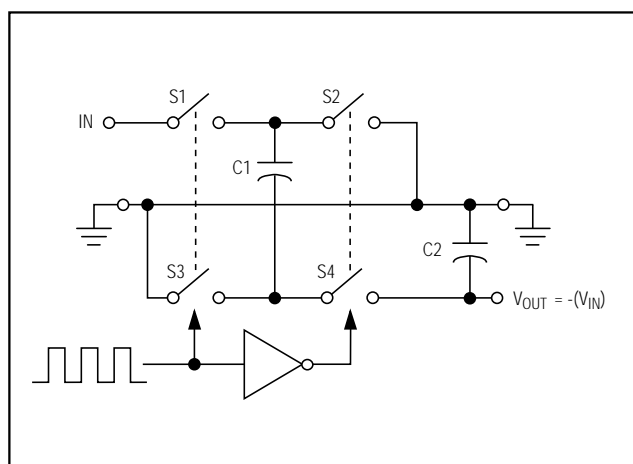 S1
S2
IN
C1
C2
S3
S4
VOUT = -(VIN)